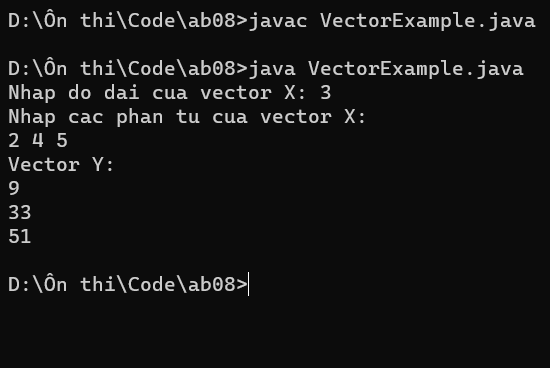 D:\Ôn thi\Code\ab08>javac VectorExample.java
D:\Ôn thi\Code\ab08>java VectorExample.java
Nhap do dai cua vector X: 3
Nhap cac phan tu cua vector X:
2 4 5
Vector Y:
9
33
51
D:\Ôn thi\Code\ab08>